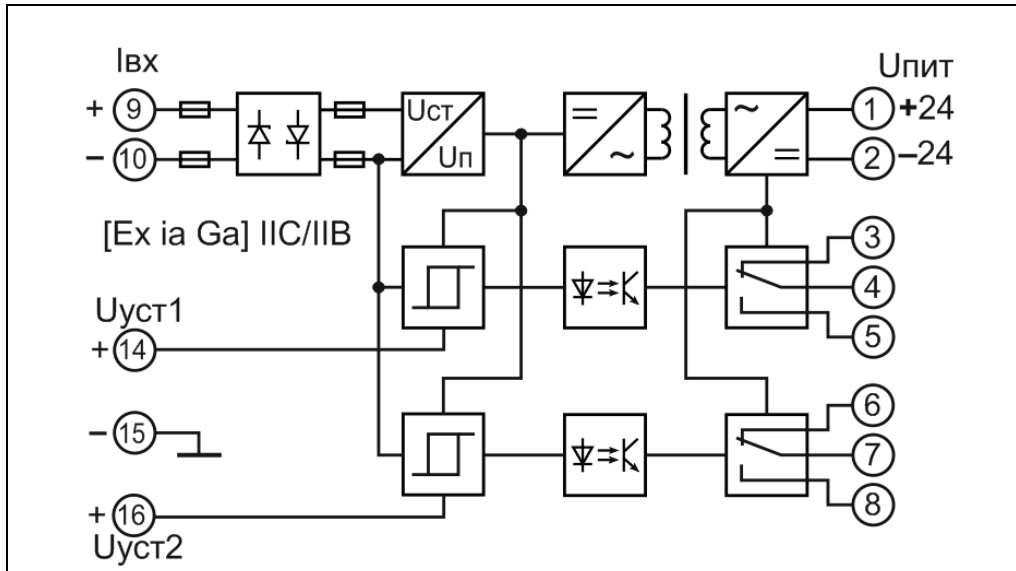 Iвх
Uпит
+ 9
Uст
= ~
~ =
1 +24
– 10
Uп
2 –24
[Ex ia Ga] IIC/IIB
3
4
Uуст1
+ 14
5
– 15
6
7
+ 16
8
Uуст2